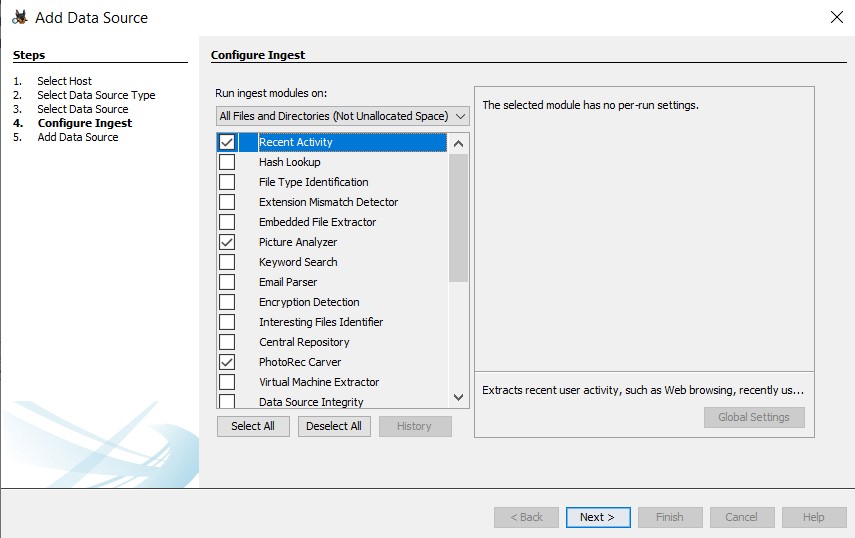 Add Data Source
Steps
1. Select Host
2. Select Data Source Type
3. Select Data Source
4. Configure Ingest
5. Add Data Source
Configure Ingest
Run ingest modules on:
All Files and Directories (Not Unallocated Space)
Recent Activity
Hash Lookup
File Type Identification
Extension Mismatch Detector
Embedded File Extractor
Picture Analyzer
Keyword Search
Email Parser
Encryption Detection
Interesting Files Identifier
Central Repository
PhotoRec Carver
Virtual Machine Extractor
Data Source Integrity
Select All
Deselect All
History
The selected module has no per-run settings.
Extracts recent user activity, such as Web browsing, recently us...
Global Settings
< Back
Next >
Finish
Cancel
Help